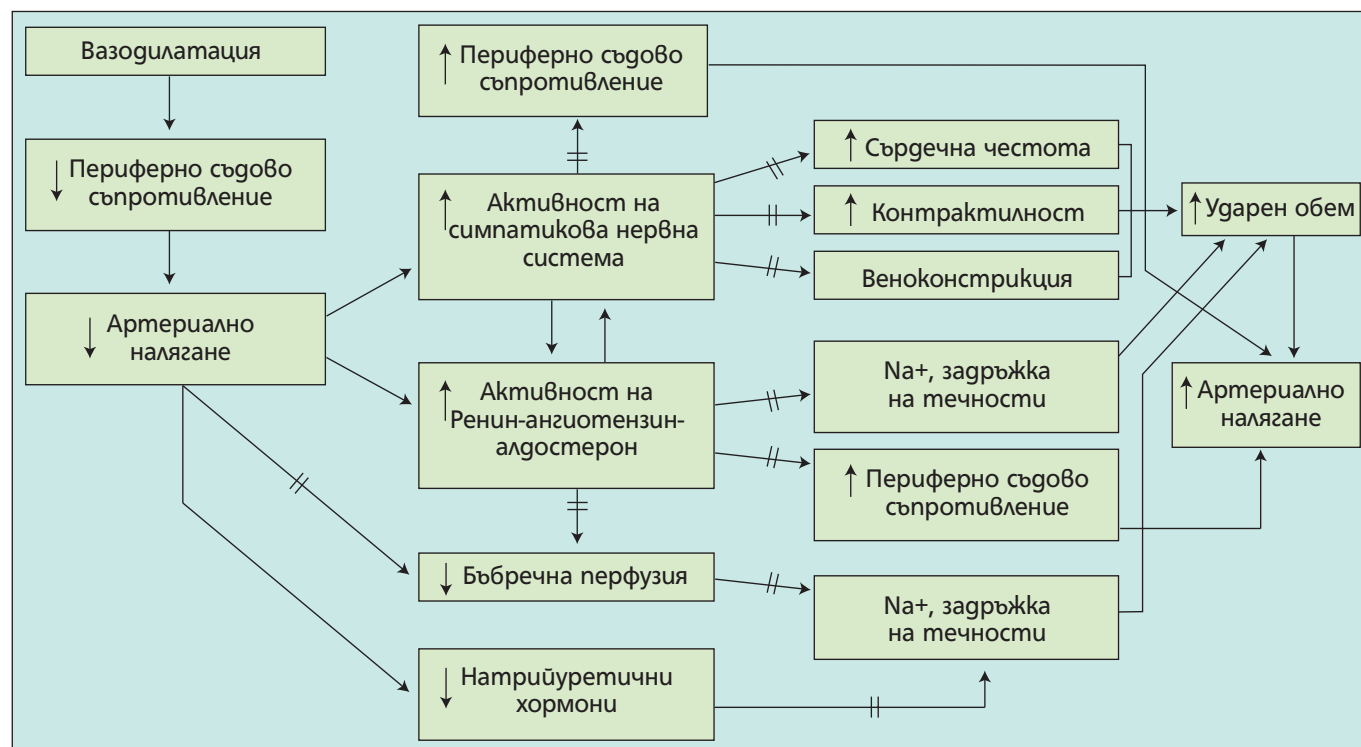 Вазодилатация
↓ Периферно съдово
съпротивление
↓ Артериално
налягане
↑ Периферно съдово
съпротивление
↑ Активност на
симпатикова нервна
система
↑ Активност на
Ренин-ангиотензин-
алдостерон
↓ Бъбречна перфузия
↓ Натрийуретични
хормони
↑ Сърдечна честота
↑ Контрактилност
Веноконстрикция
Na+, задръжка
на течности
↑ Периферно съдово
съпротивление
Na+, задръжка
на течности
↑ Ударен обем
↑ Артериално
налягане